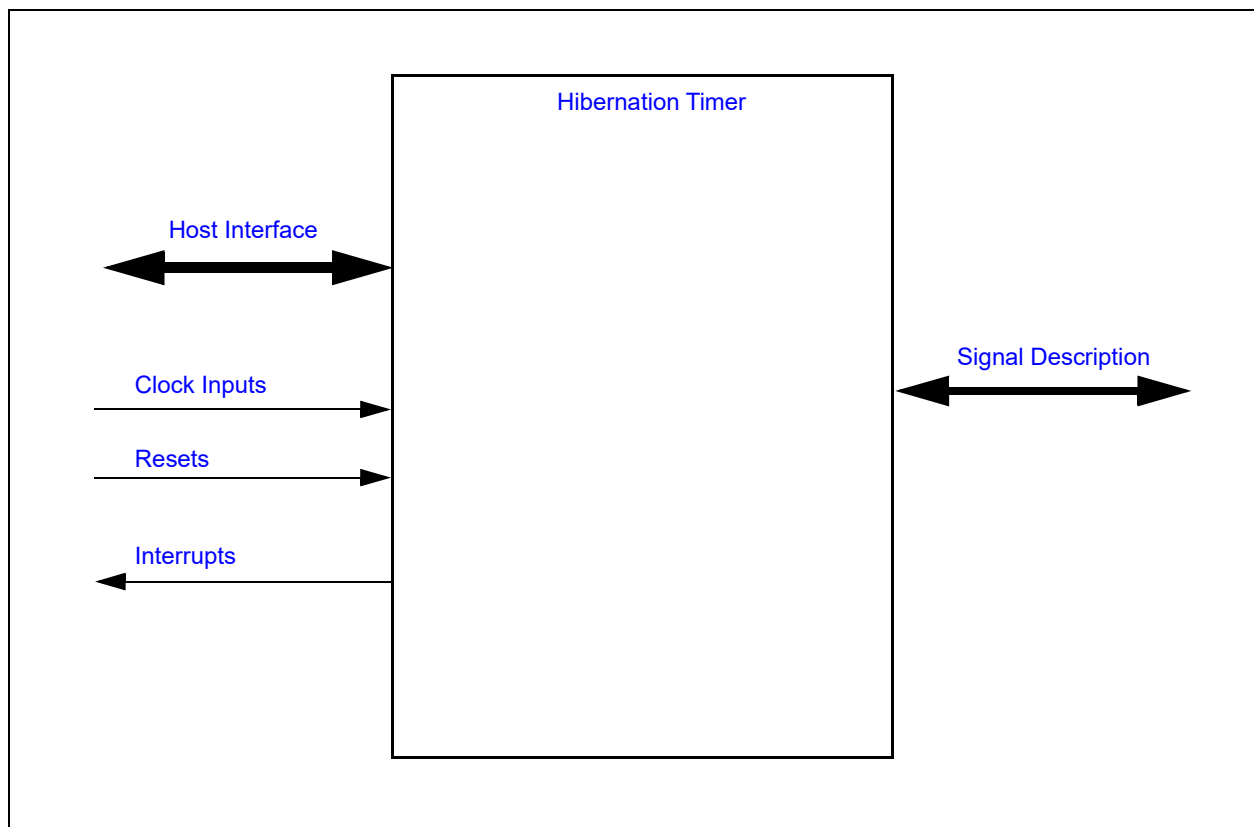 Hibernation Timer
Host Interface
Signal Description
Clock Inputs
Resets
Interrupts